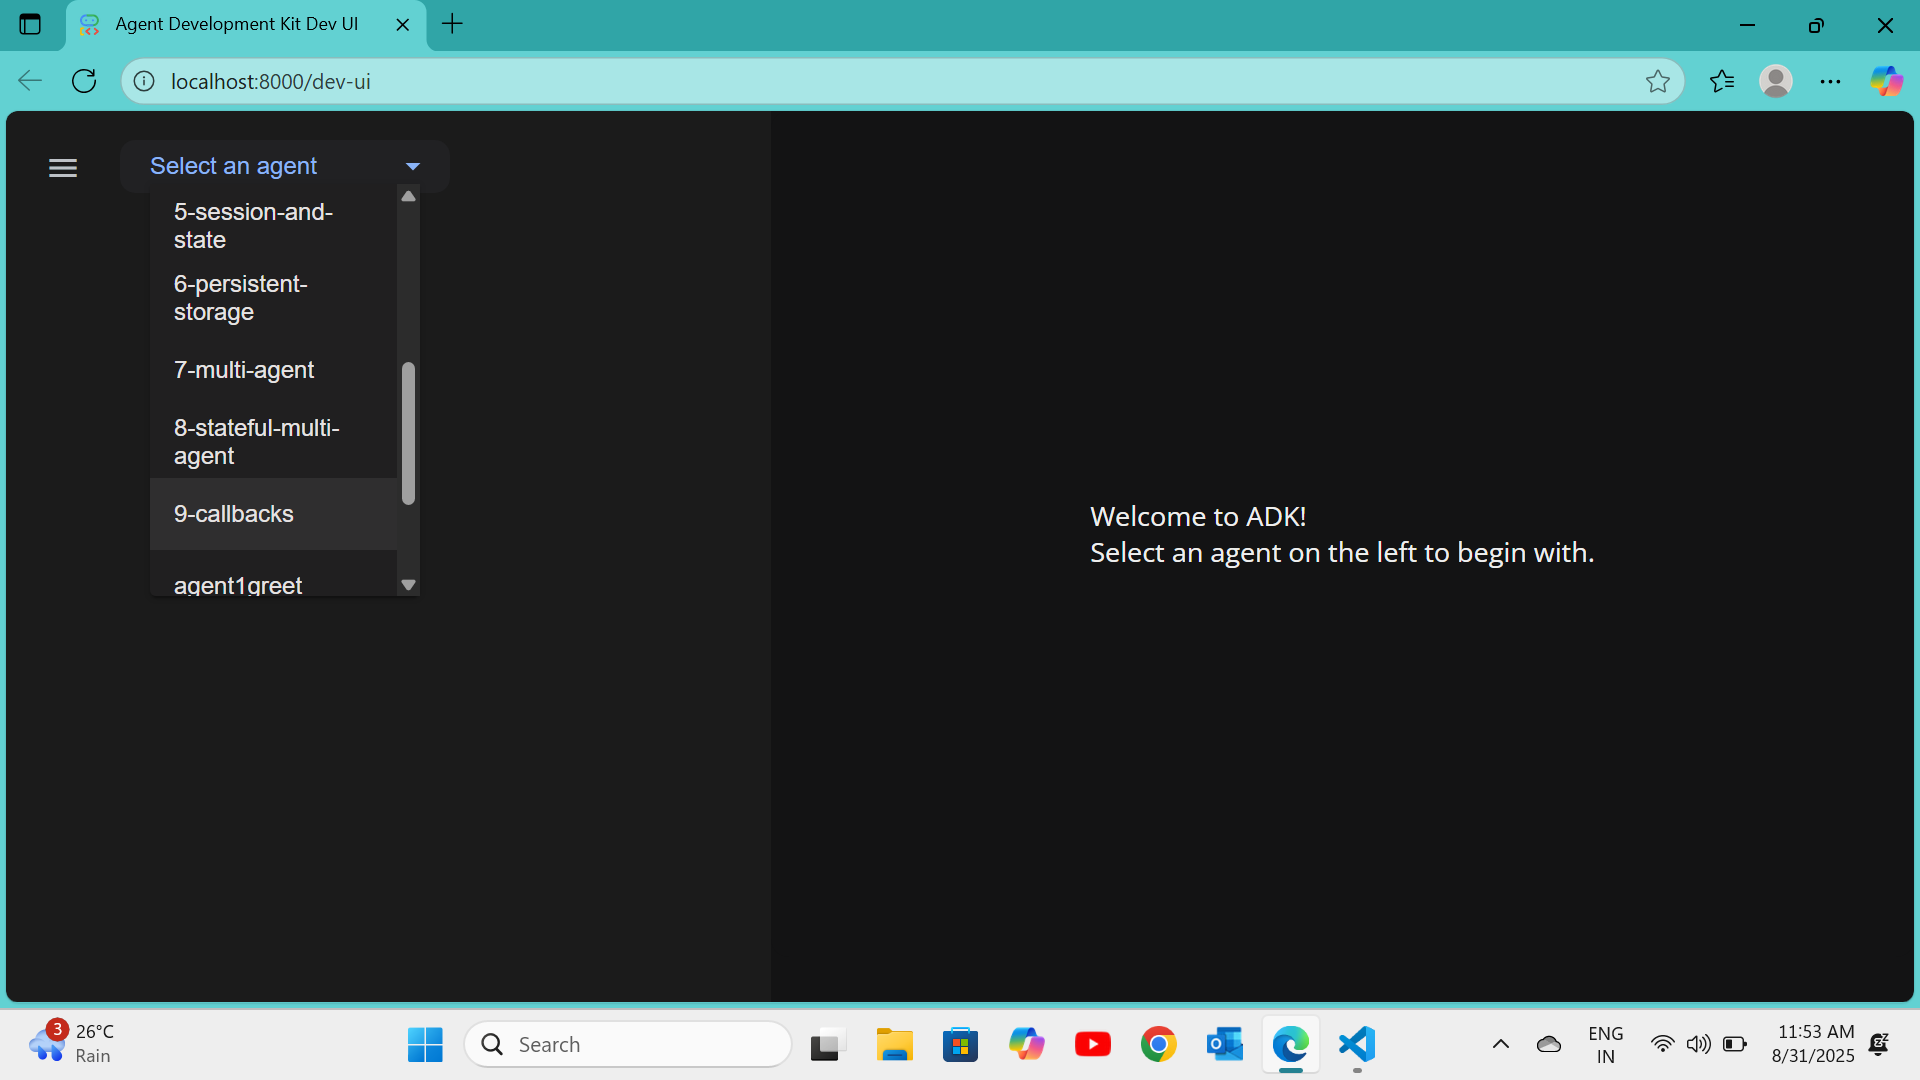 Agent Development Kit Dev UI
localhost:8000/dev-ui
Select an agent
5-session-and-
state
6-persistent-
storage
7-multi-agent
8-stateful-multi-
agent
9-callbacks
agent1greet
Welcome to ADK!
Select an agent on the left to begin with.
3
26°C
Rain
Search
ENG
IN
11:53 AM
8/31/2025